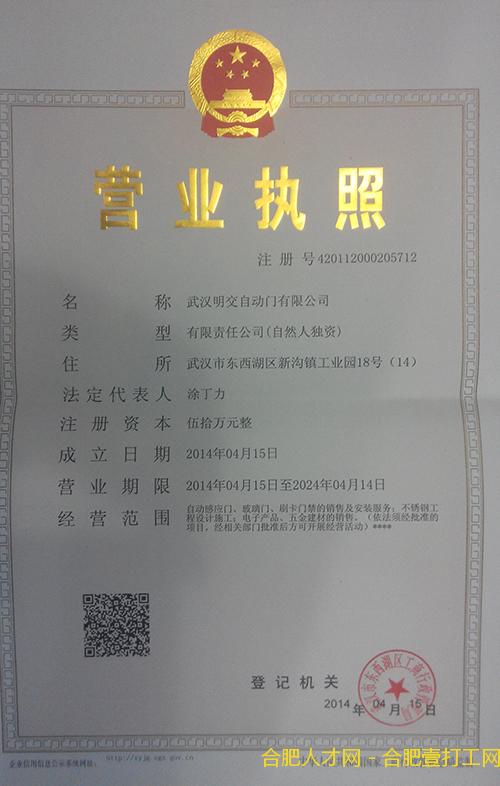 营业执照
注册号420112000205712
名称 武汉明交自动门有限公司
类型 有限责任公司(自然人独资)
住所 武汉市东西湖区新沟镇工业园18号(14)
法定代表人 涂丁力
注册资本 伍拾万元整
成立日期 2014年04月15日
营业期限 2014年04月15日至2024年04月14日
经营范围 自动感应门、玻璃门、刷卡门禁的销售及安装服务;不锈钢工
程设计施工;电子产品、五金建材的销售。(依法须经批准的
项目,经相关部门批准后方可开展经营活动)****
登记机关
市东西湖区工商行政
2014年04月15日
企业信用信息公示系统网址:
合肥人才网 - 合肥壹打工网